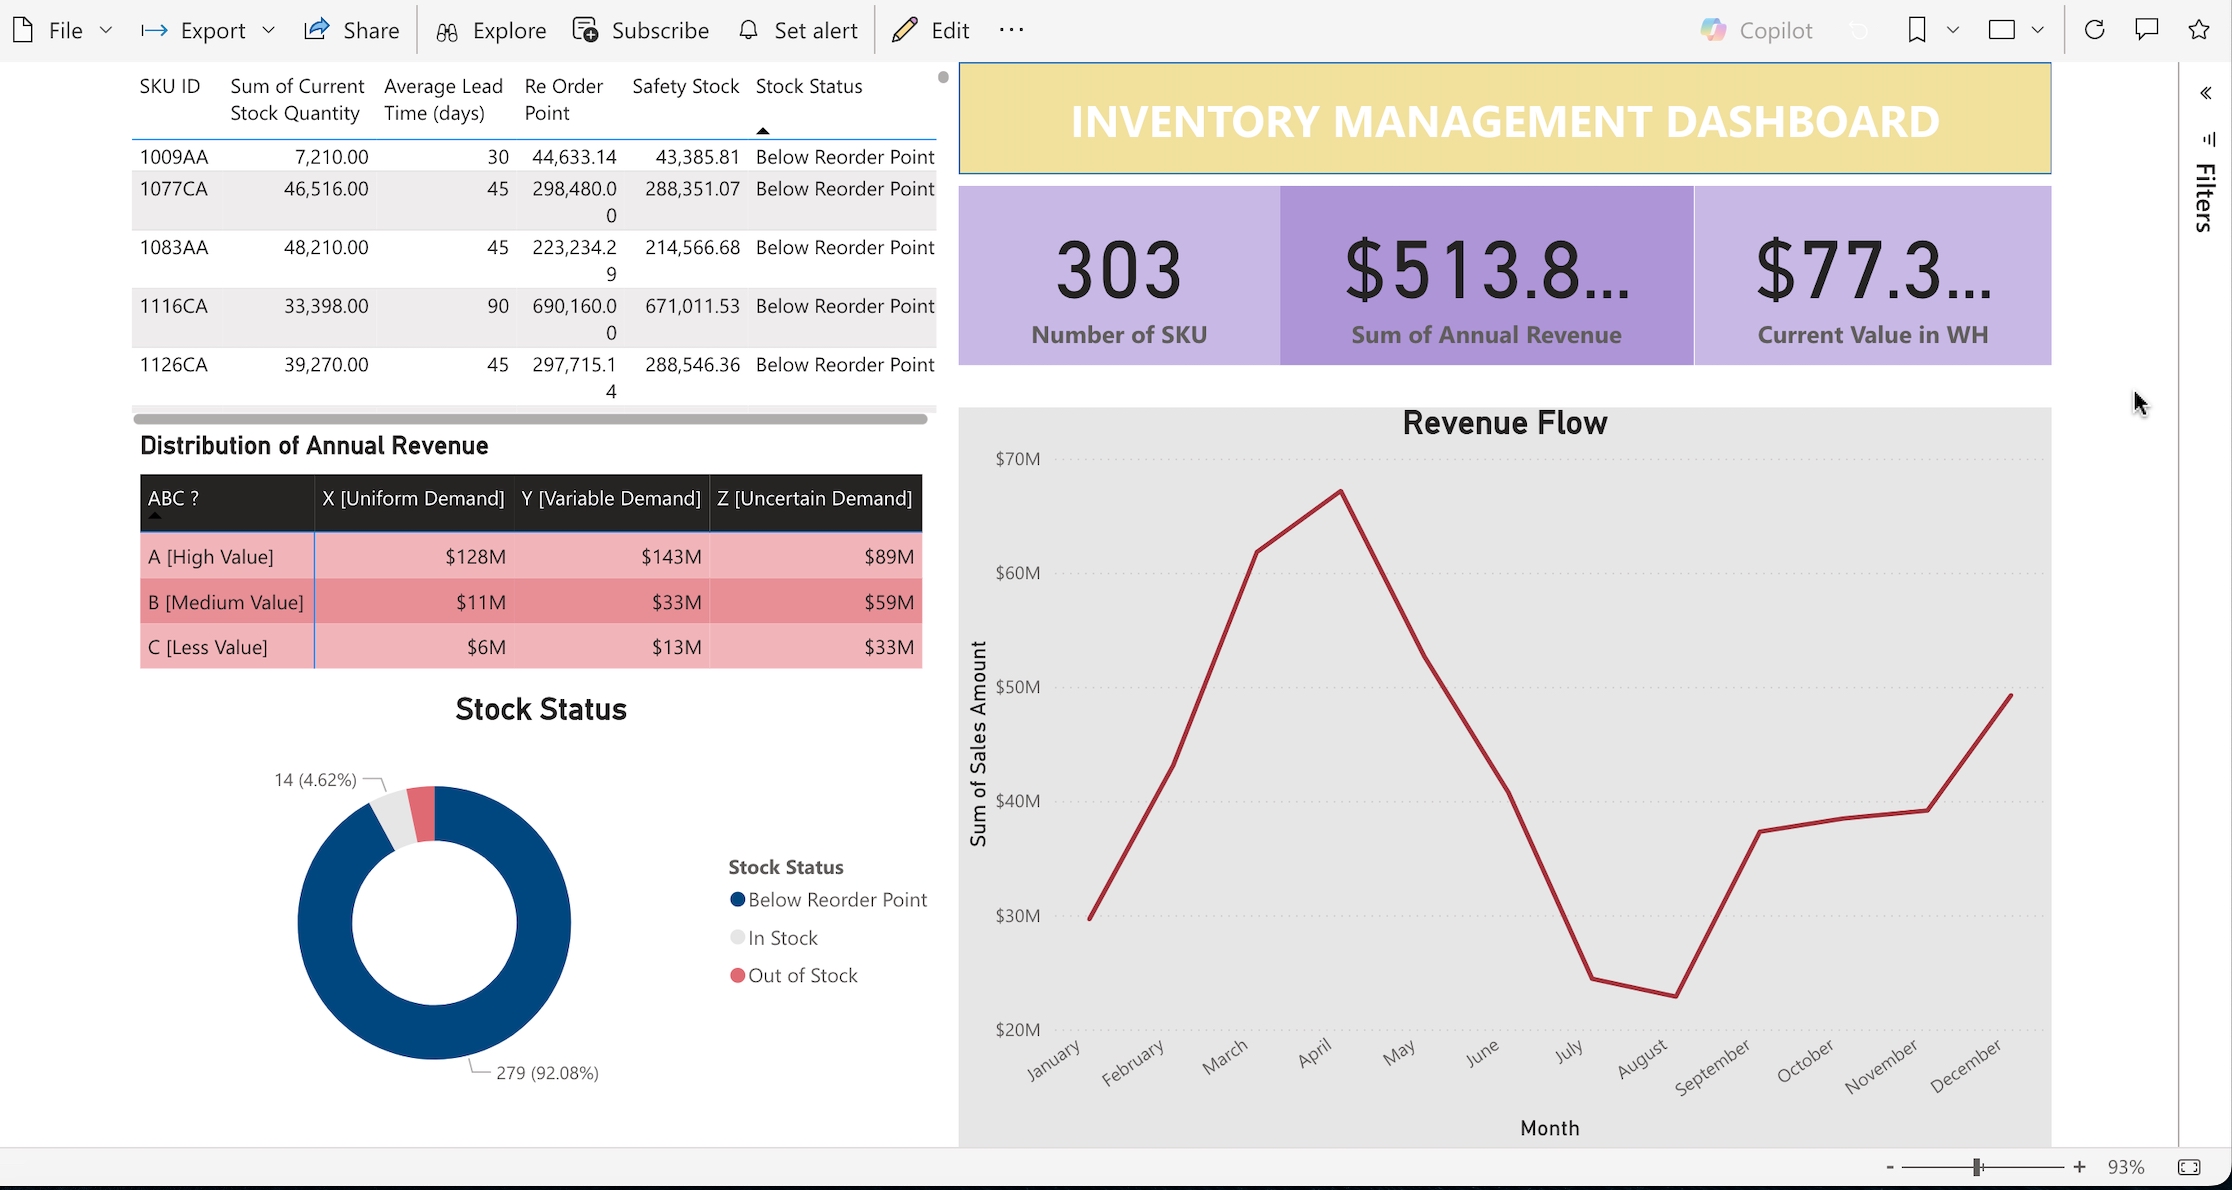 File Export Share Explore Subscribe Set alert Edit ... Copilot
SKU ID Sum of Current Stock Quantity Average Lead Time (days) Re Order Point Safety Stock Stock Status
1009AA 7,210.00 30 44,633.14 43,385.81 Below Reorder Point
1077CA 46,516.00 45 298,480.00 288,351.07 Below Reorder Point
1083AA 48,210.00 45 223,234.29 214,566.68 Below Reorder Point
1116CA 33,398.00 90 690,160.00 671,011.53 Below Reorder Point
1126CA 39,270.00 45 297,715.14 288,546.36 Below Reorder Point
Distribution of Annual Revenue
ABC ? X [Uniform Demand] Y [Variable Demand] Z [Uncertain Demand]
A [High Value] $128M $143M $89M
B [Medium Value] $11M $33M $59M
C [Less Value] $6M $13M $33M
Stock Status
14 (4.62%)
279 (92.08%)
Stock Status
Below Reorder Point
In Stock
Out of Stock
INVENTORY MANAGEMENT DASHBOARD
303
Number of SKU
$513.8...
Sum of Annual Revenue
$77.3...
Current Value in WH
Revenue Flow
Sum of Sales Amount
$70M
$60M
$50M
$40M
$30M
$20M
January February March April May June July August September October November December
Month
Filters
- + 93%